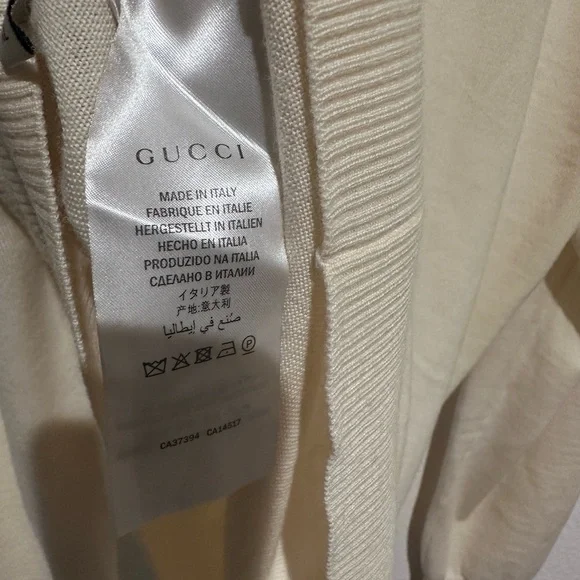 GUCCI
MADE IN ITALY
FABRIQUE EN ITALIE
HERGESTELLT IN ITALIEN
HECHO EN ITALIA
PRODUZIDO NA ITALIA
СДЕЛАНО В ИТАЛИИ
イタリア製
产地:意大利
صُنع في إيطاليا
P
CA37394 CA14517